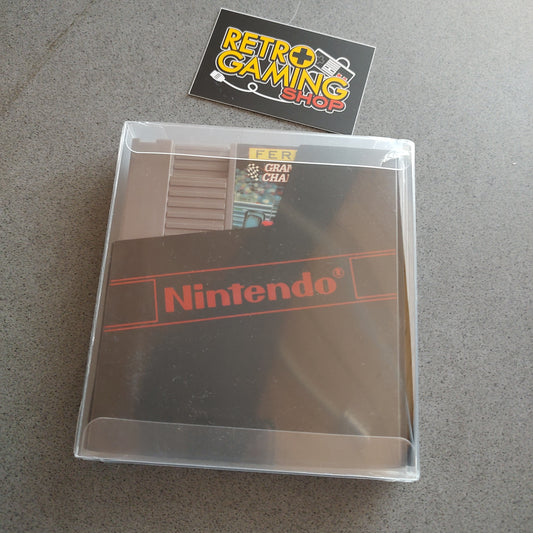 RETRO
GAMING
SHOP
FER
GRAN
CHA
Nintendo®